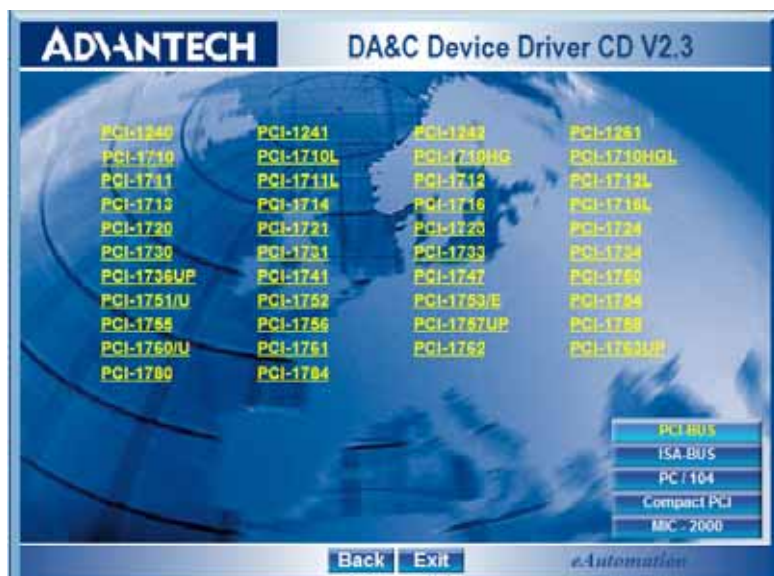 ADVANTECH DA&C Device Driver CD V2.3
PCI-1240 PCI-1241 PCI-1242 PCI-1261
PCI-1710 PCI-1710L PCI-1710HG PCI-1710HGL
PCI-1711 PCI-1711L PCI-1712 PCI-1712L
PCI-1713 PCI-1714 PCI-1716 PCI-1716L
PCI-1720 PCI-1721 PCI-1723 PCI-1724
PCI-1730 PCI-1731 PCI-1733 PCI-1734
PCI-1736UP PCI-1741 PCI-1747 PCI-1750
PCI-1751/U PCI-1752 PCI-1753/E PCI-1754
PCI-1755 PCI-1756 PCI-1757UP PCI-1758
PCI-1760/U PCI-1761 PCI-1762 PCI-1763UP
PCI-1780 PCI-1784
PCI-BUS
ISA-BUS
PC / 104
Compact PCI
MIC - 2000
Back Exit eAutomation